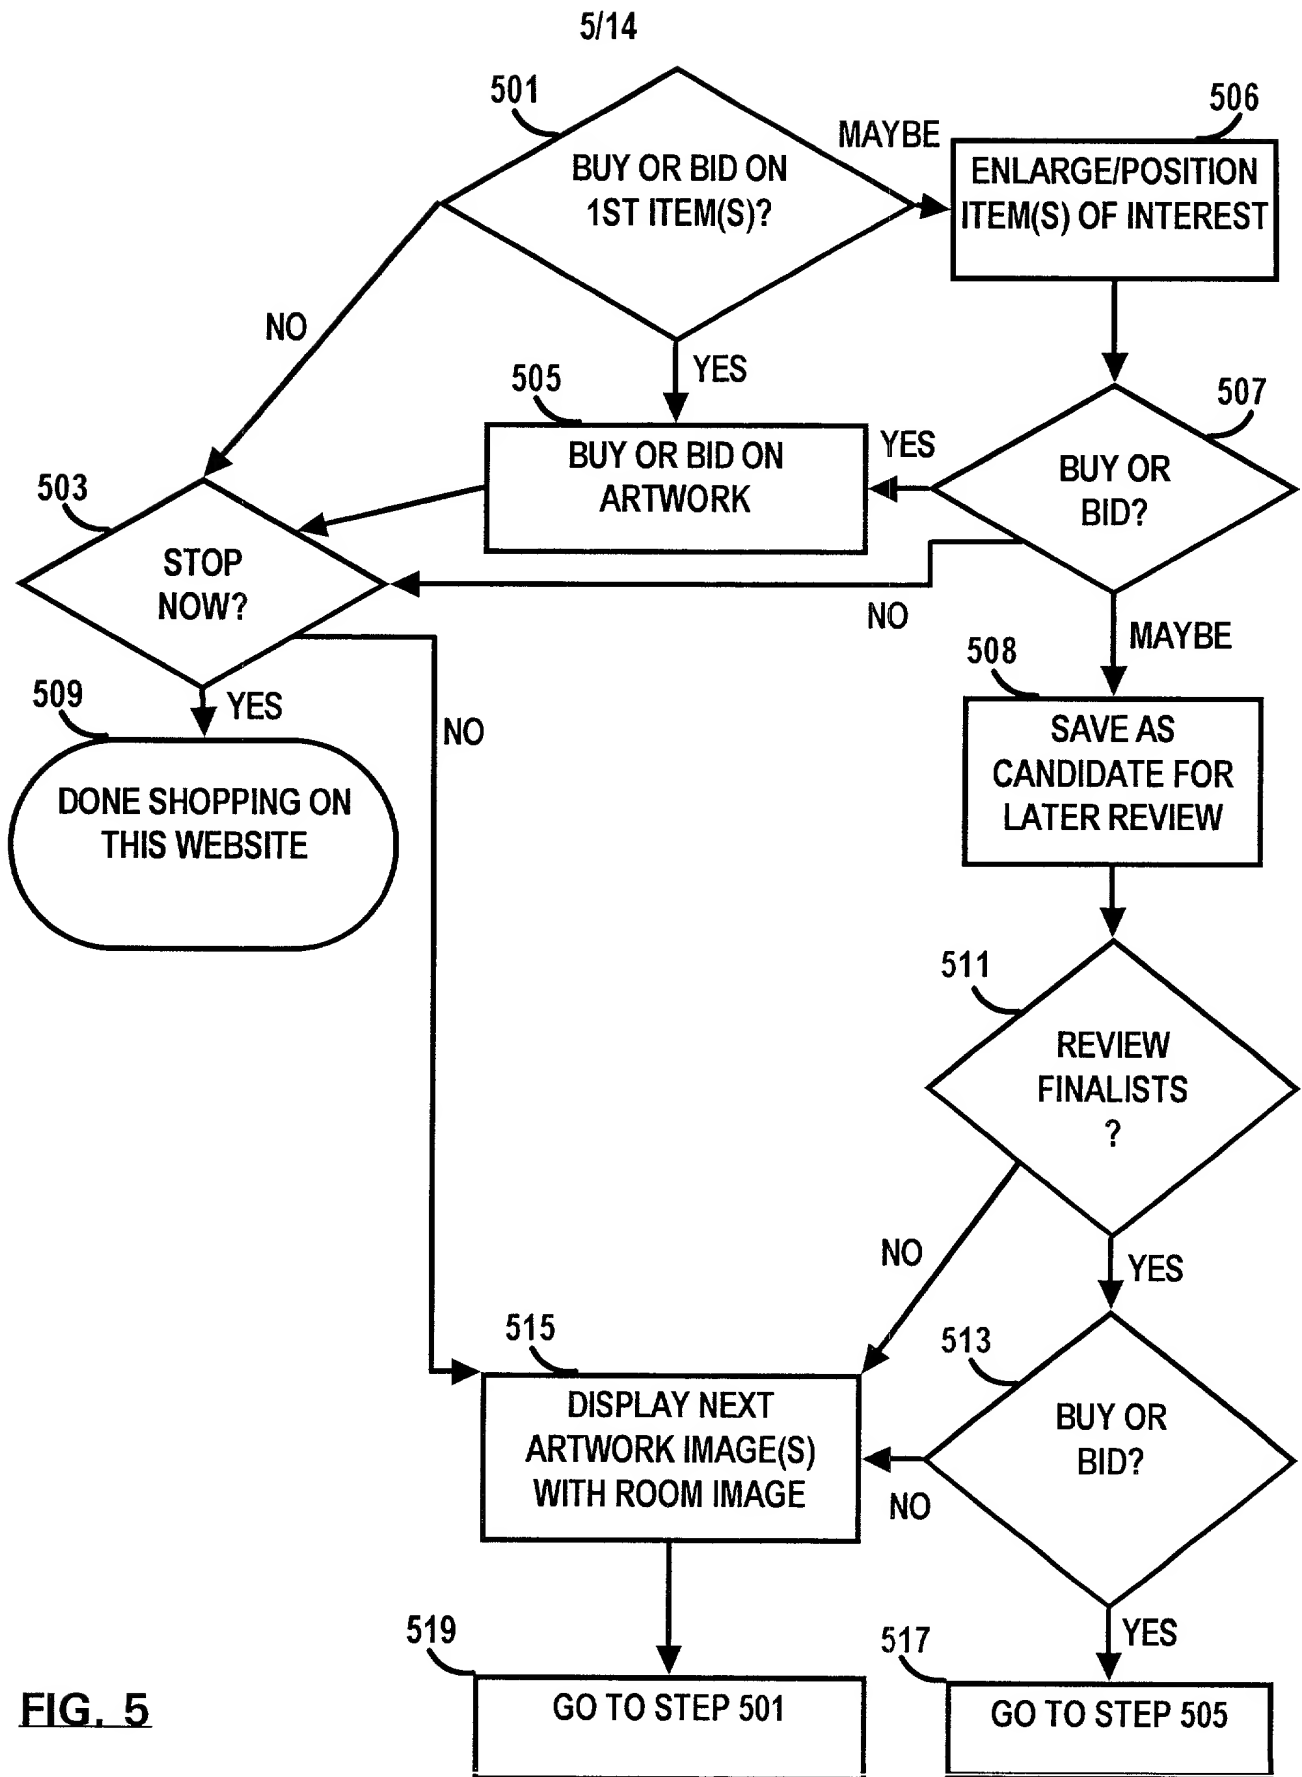 5/14
501
BUY OR BID ON
1ST ITEM(S)?
MAYBE
506
ENLARGE/POSITION
ITEM(S) OF INTEREST
NO
YES
505
BUY OR BID ON
ARTWORK
YES
507
BUY OR
BID?
503
STOP
NOW?
NO
MAYBE
509
YES
NO
DONE SHOPPING ON
THIS WEBSITE
508
SAVE AS
CANDIDATE FOR
LATER REVIEW
511
REVIEW
FINALISTS
?
NO
YES
515
DISPLAY NEXT
ARTWORK IMAGE(S)
WITH ROOM IMAGE
513
BUY OR
BID?
NO
YES
519
GO TO STEP 501
517
GO TO STEP 505
FIG. 5